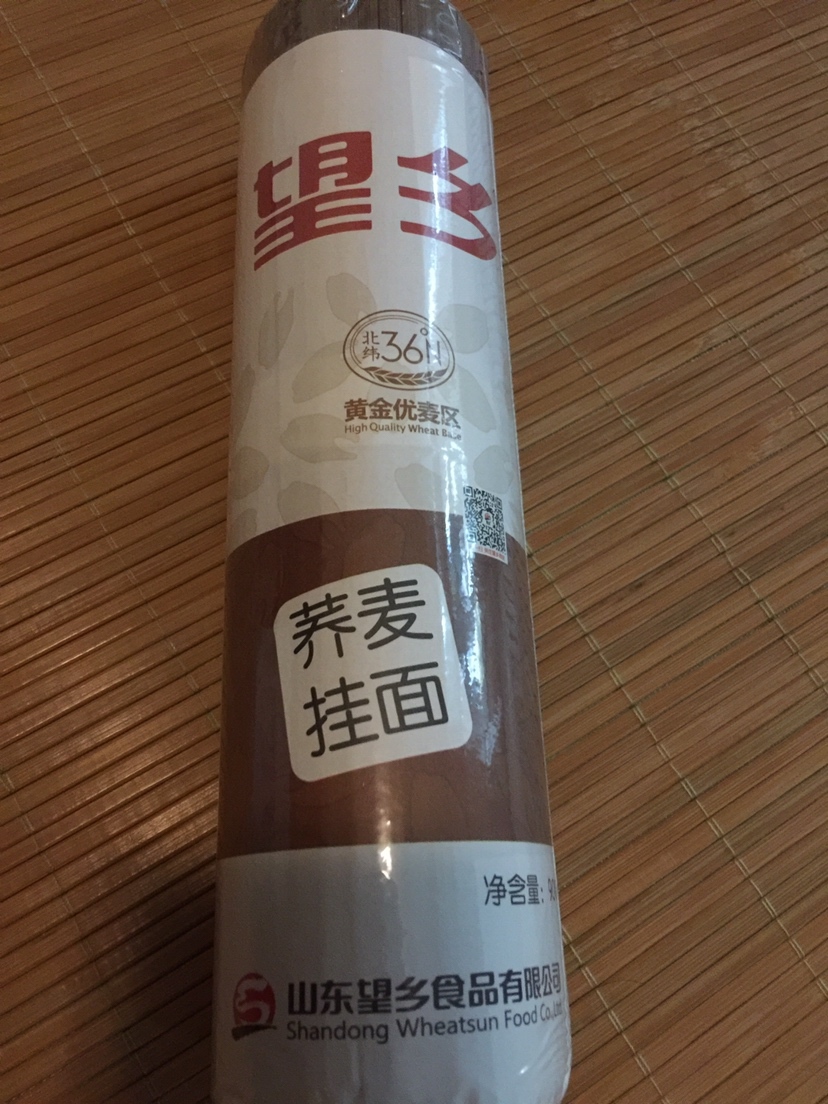 望乡
北纬36°N
黄金优麦区
High Quality Wheat Base
荞麦
挂面
净含量:
山东望乡食品有限公司
Shandong Wheatsun Food Co.,Ltd